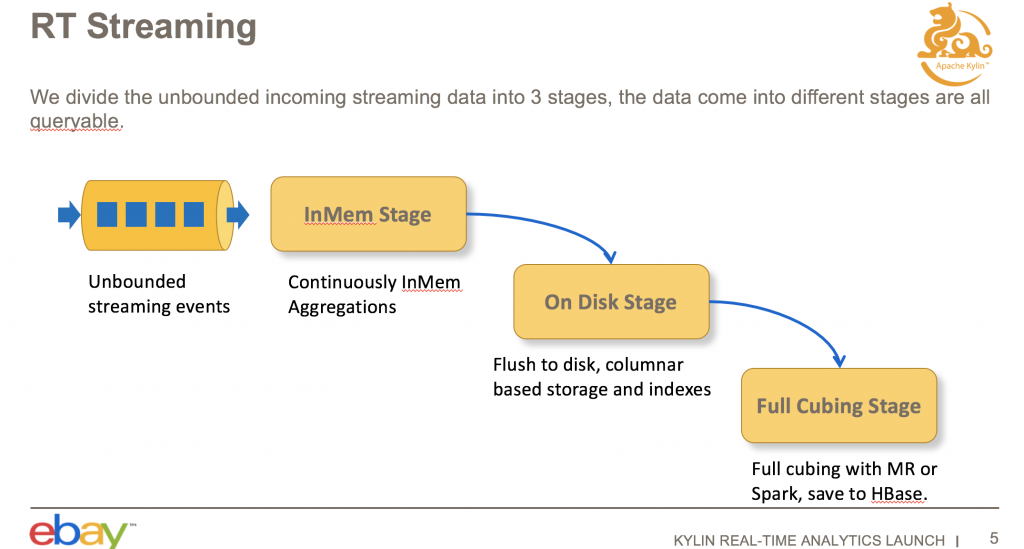 RT Streaming
Apache Kylin™
We divide the unbounded incoming streaming data into 3 stages, the data come into different stages are all
queryable.
InMem Stage
Unbounded
streaming events
Continuously InMem
Aggregations
On Disk Stage
Flush to disk, columnar
based storage and indexes
Full Cubing Stage
Full cubing with MR or
Spark, save to HBase.
ebay™
KYLIN REAL-TIME ANALYTICS LAUNCH | 5